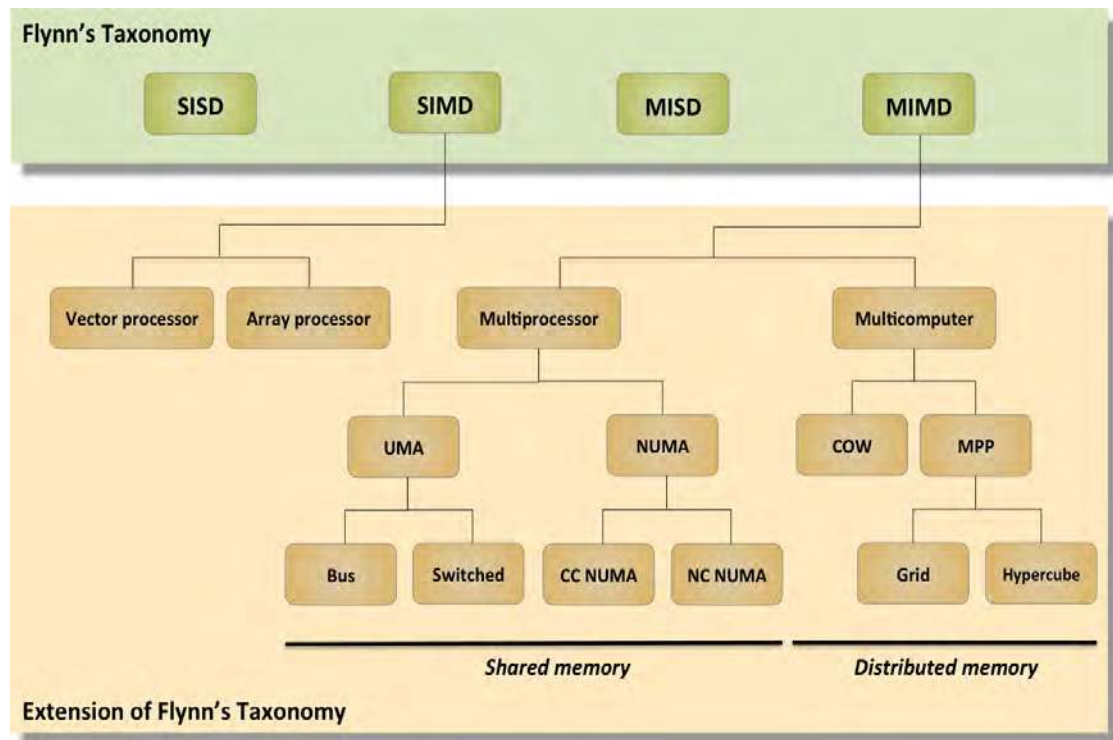 Flynn's Taxonomy
SISD
SIMD
MISD
MIMD
Vector processor
Array processor
Multiprocessor
Multicomputer
UMA
NUMA
COW
MPP
Bus
Switched
CC NUMA
NC NUMA
Grid
Hypercube
Shared memory
Distributed memory
Extension of Flynn's Taxonomy